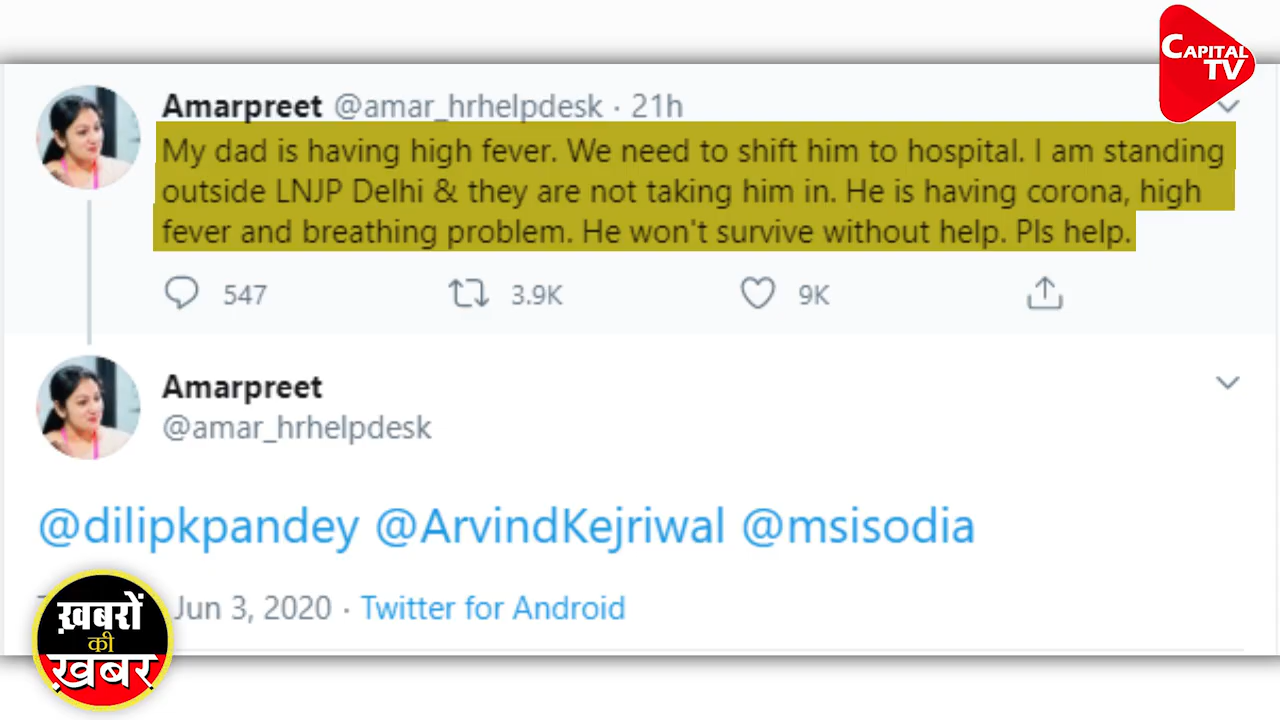 CAPITAL
TV
Amarpreet @amar_hrhelpdesk · 21h
My dad is having high fever. We need to shift him to hospital. I am standing
outside LNJP Delhi & they are not taking him in. He is having corona, high
fever and breathing problem. He won't survive without help. Pls help.
547 3.9K 9K
Amarpreet
@amar_hrhelpdesk
@dilipkpandey @ArvindKejriwal @msisodia
Jun 3, 2020 · Twitter for Android
ख़बरों
की
ख़बर